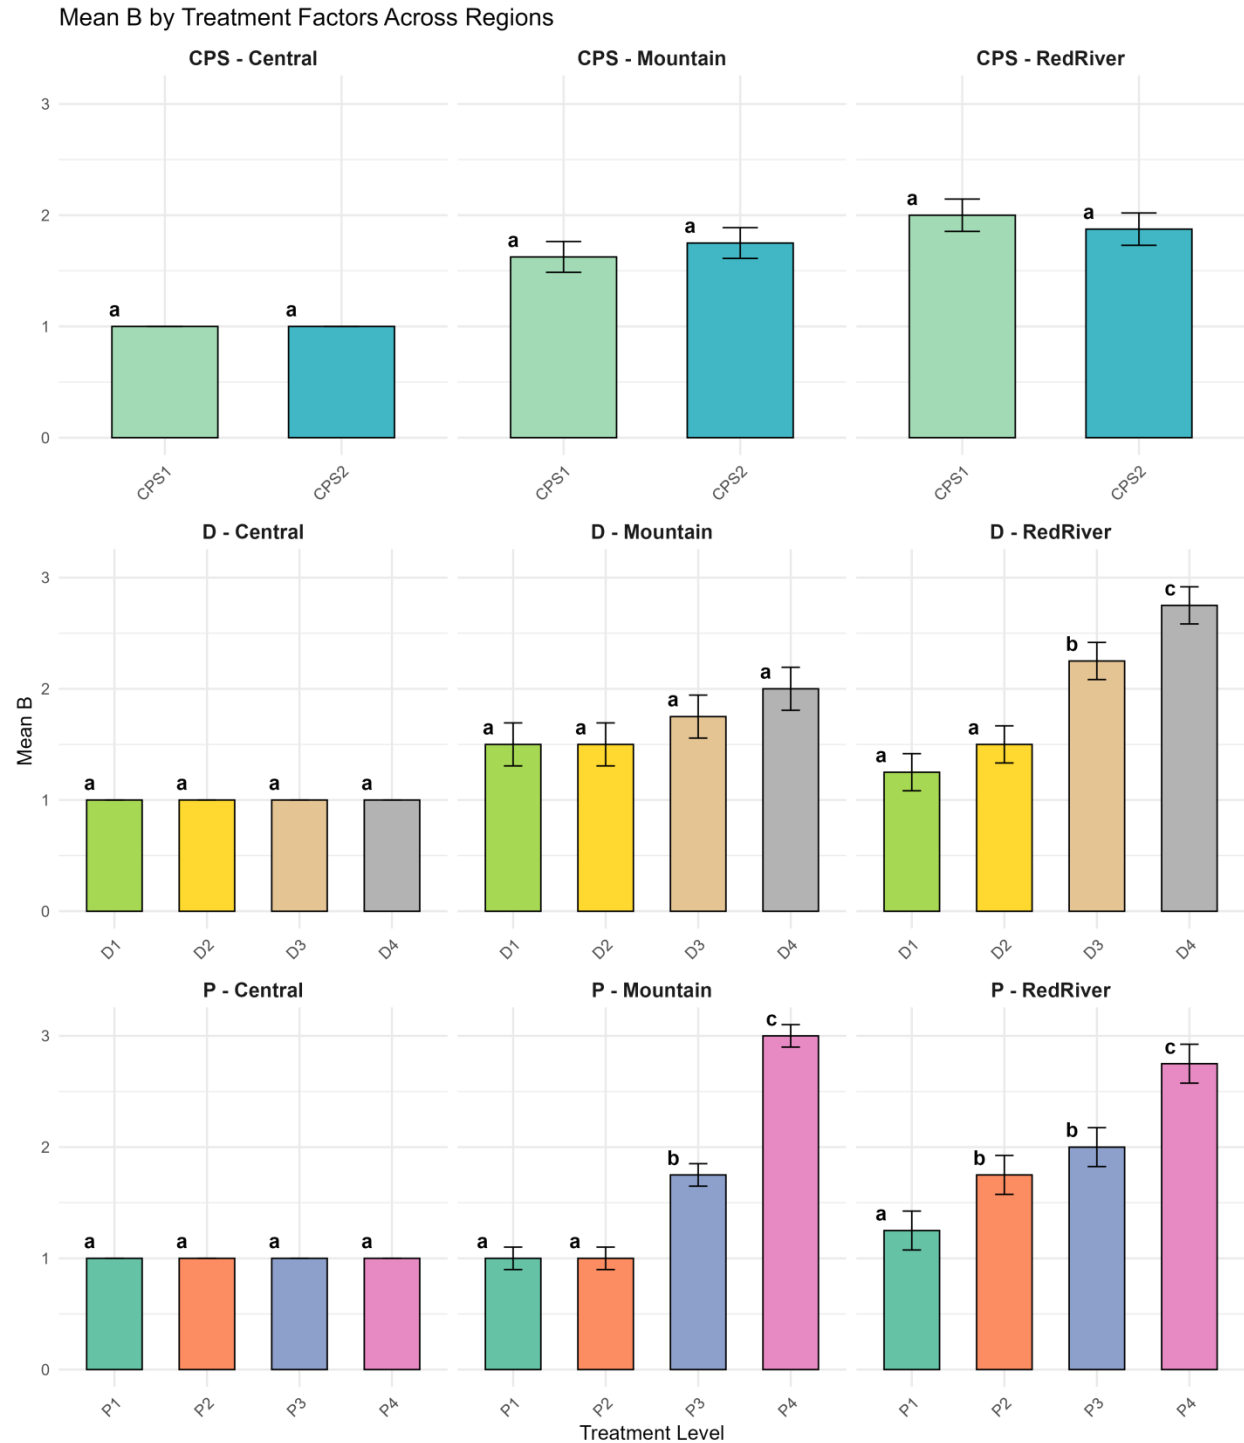 Mean B by Treatment Factors Across Regions
CPS - Central
CPS - Mountain
CPS - RedRiver
3
2
1
0
a
a
a
a
a
a
CPS1
CPS2
CPS1
CPS2
CPS1
CPS2
D - Central
D - Mountain
D - RedRiver
Mean B
3
2
1
0
a
a
a
a
a
a
a
a
a
a
b
c
D1
D2
D3
D4
D1
D2
D3
D4
D1
D2
D3
D4
P - Central
P - Mountain
P - RedRiver
3
2
1
0
a
a
a
a
a
a
b
c
a
b
b
c
P1
P2
P3
P4
P1
P2
P3
P4
P1
P2
P3
P4
Treatment Level